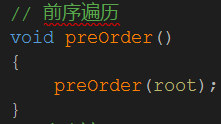 // 前序遍历
void preOrder()
{
    preOrder(root);
}